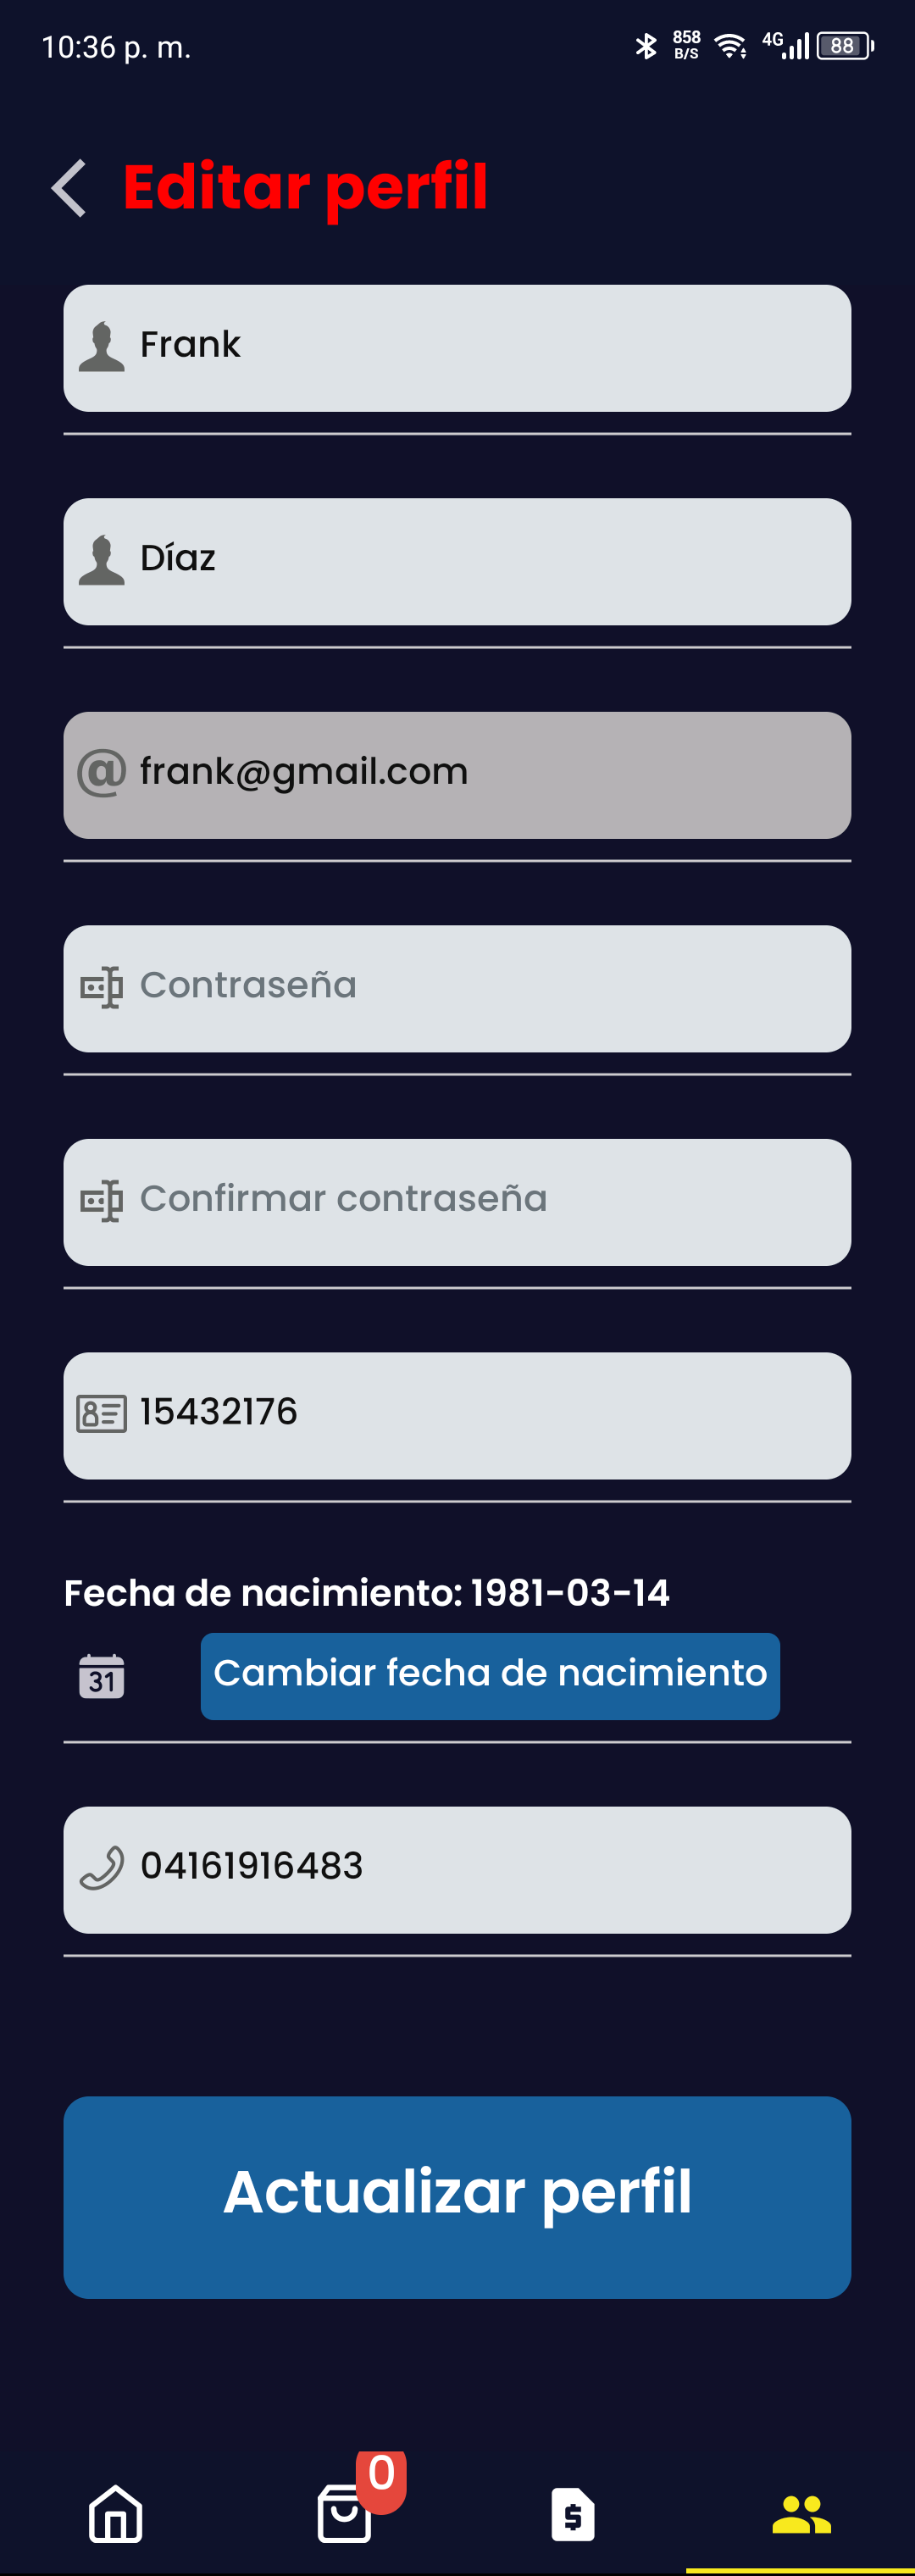 10:36 p. m.
858
B/S
4G
88
Editar perfil
Frank
Díaz
@ frank@gmail.com
Contraseña
Confirmar contraseña
15432176
Fecha de nacimiento: 1981-03-14
31
Cambiar fecha de nacimiento
04161916483
Actualizar perfil
0
$